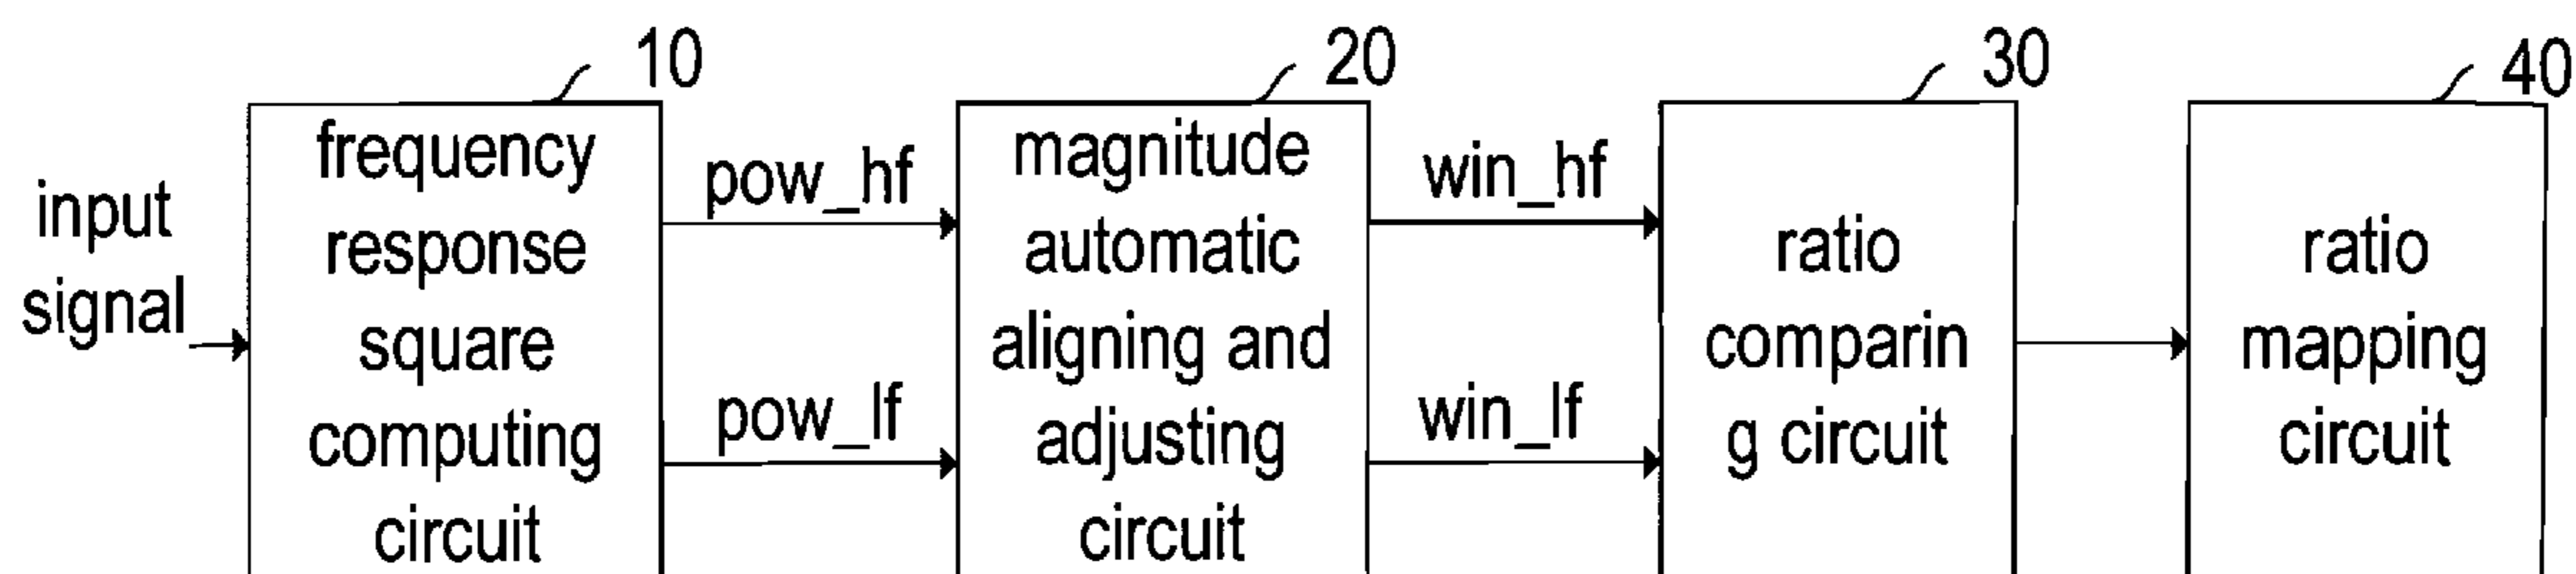 10
20
30
40
input
signal
frequency
response
square
computing
circuit
pow_hf
pow_lf
magnitude
automatic
aligning and
adjusting
circuit
win_hf
win_lf
ratio
comparin
g circuit
ratio
mapping
circuit